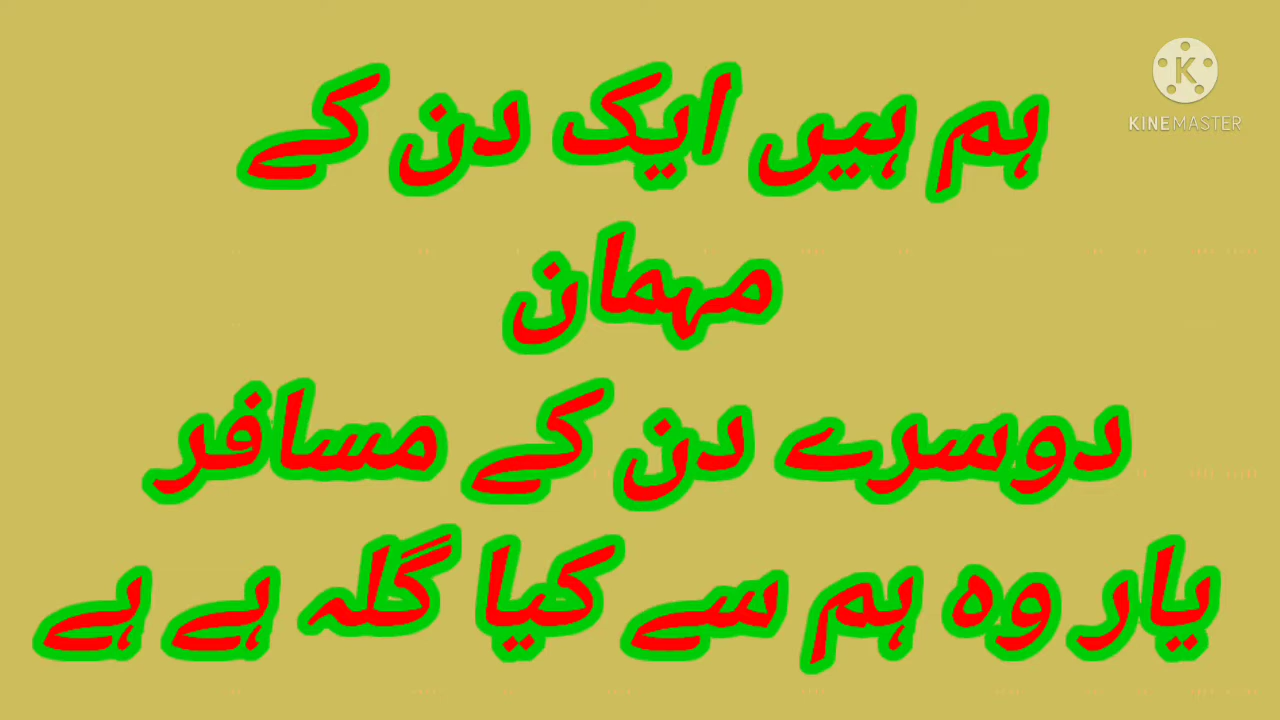 ہم ہیں ایک دن کے
مہمان
دوسرے دن کے مسافر
یار وہ ہم سے کیا گلہ ہے ہے
KINEMASTER